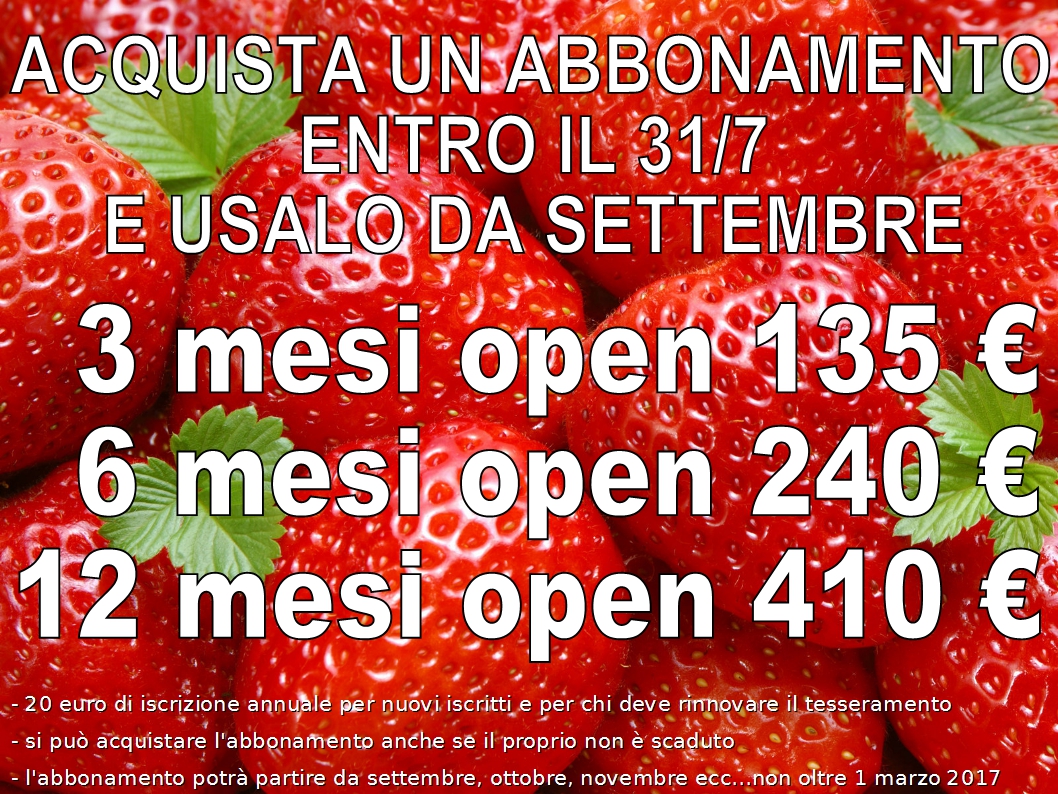 ACQUISTA UN ABBONAMENTO
ENTRO IL 31/7
E USALO DA SETTEMBRE
3 mesi open 135 €
6 mesi open 240 €
12 mesi open 410 €
- 20 euro di iscrizione annuale per nuovi iscritti e per chi deve rinnovare il tesseramento
- si può acquistare l'abbonamento anche se il proprio non è scaduto
- l'abbonamento potrà partire da settembre, ottobre, novembre ecc...non oltre 1 marzo 2017